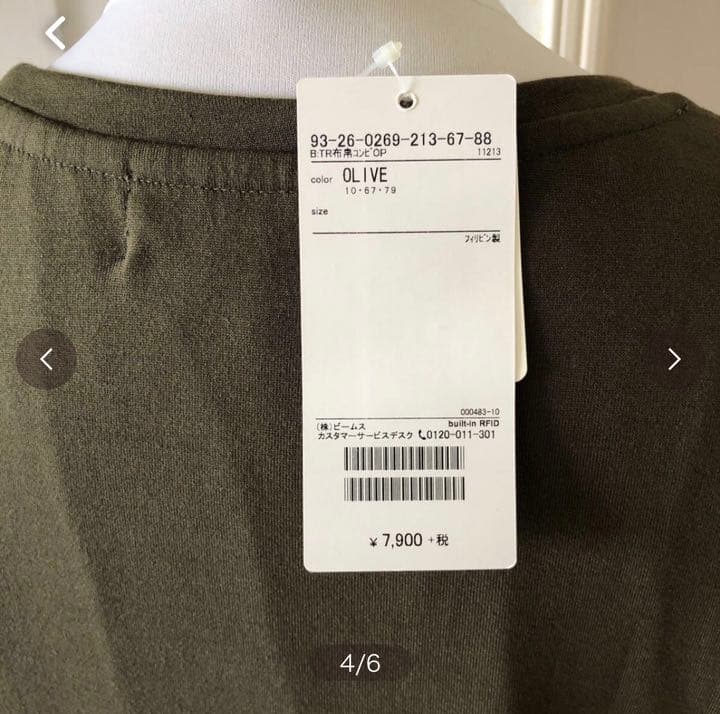 93-26-0269-213-67-88
B:TR布帛コンビOP 11213
color OLIVE
10・67・79
size
フィリピン製
000483-10
(株)ビームス built-in RFID
カスタマーサービスデスク 0120-011-301
¥7,900+税
4/6